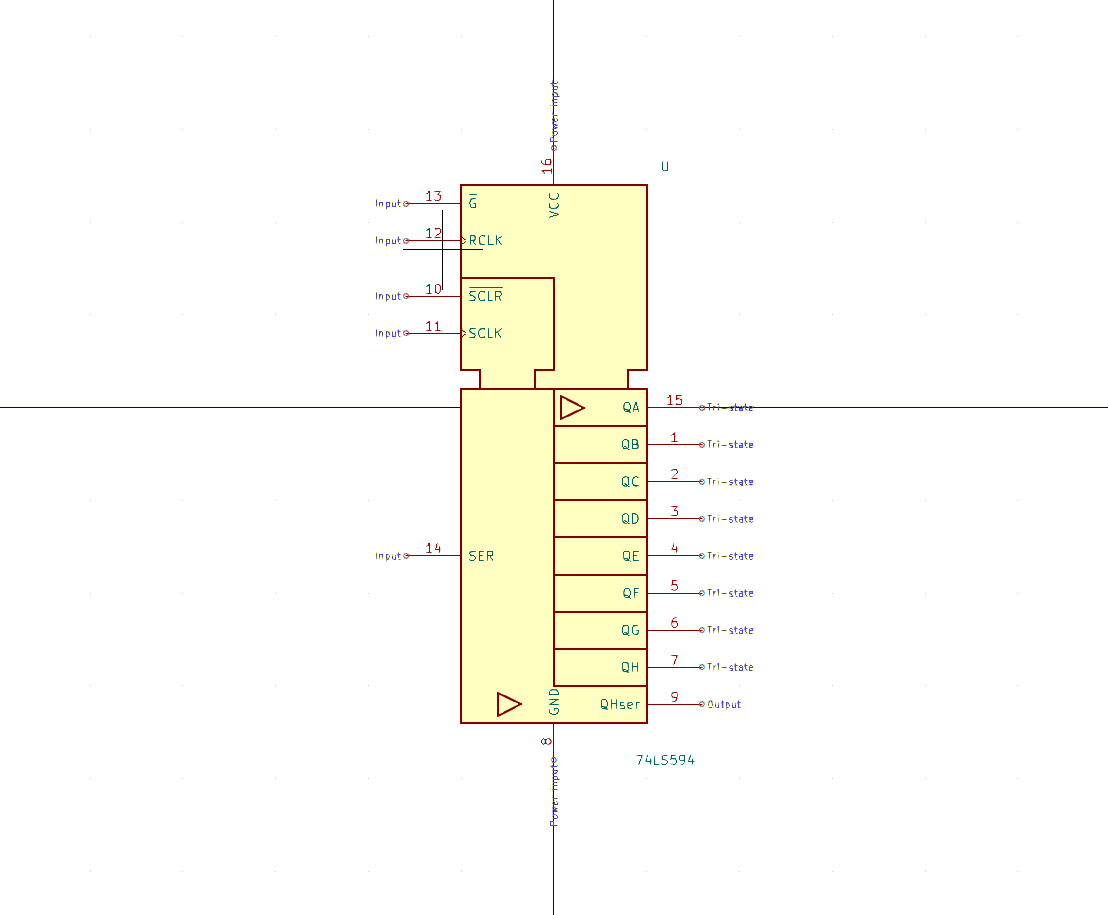 Power input
16
U
VCC
Input 13 G̅
Input 12 RCLK
Input 10 S̅C̅L̅R̅
Input 11 SCLK
QA 15 Tri-state
QB 1 Tri-state
QC 2 Tri-state
QD 3 Tri-state
Input 14 SER
QE 4 Tri-state
QF 5 Tri-state
QG 6 Tri-state
QH 7 Tri-state
GND
QHser 9 Output
8
Power input
74LS594